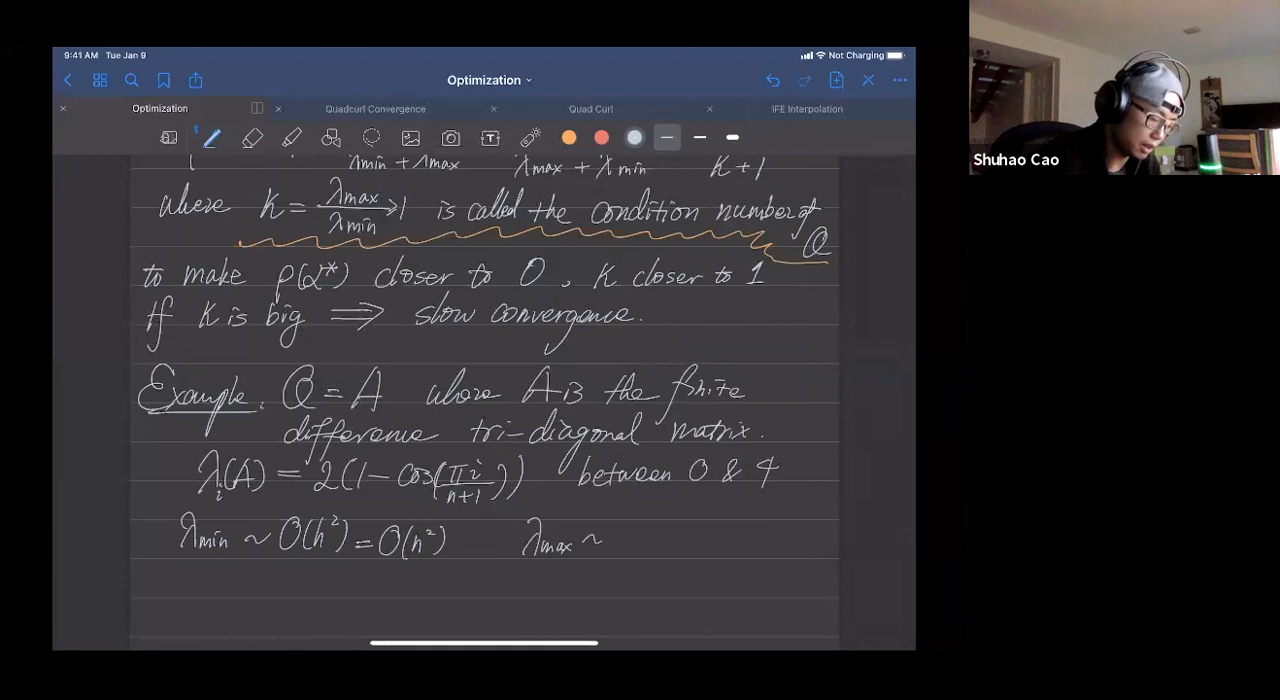 9:41 AM Tue Jan 9
Not Charging
Optimization
Optimization
Quadcurl Convergence
Quad Curl
IFE Interpolation
λmin + λmax λmax + λmin K + 1
where K = λmax / λmin ≥ 1 is called the condition number of Q
to make ρ(α*) closer to 0, K closer to 1
If K is big ⟹ slow convergence.
Example: Q = A where A is the finite
difference tri-diagonal matrix.
λi(A) = 2(1 - cos(πi / n+1)) between 0 & 4
λmin ~ O(h²) = O(n²) λmax ~
Shuhao Cao